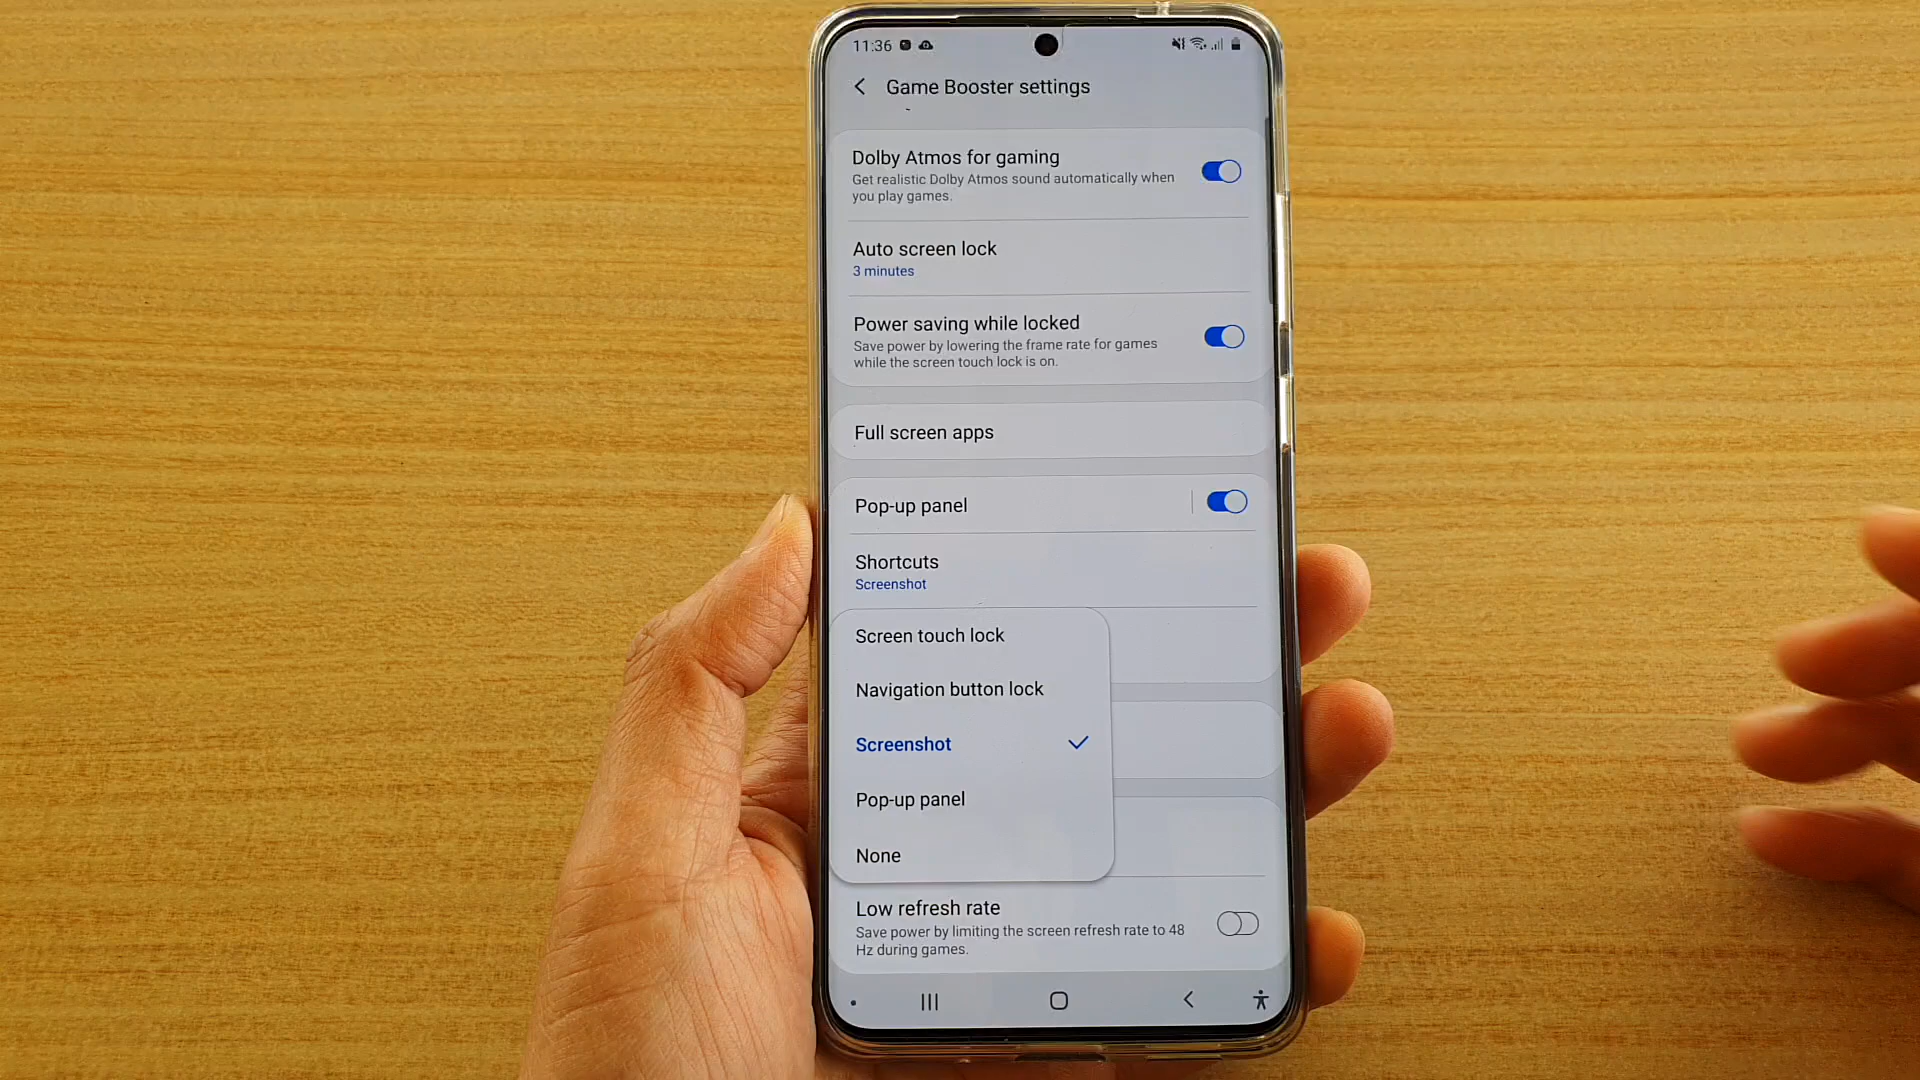 11:36
Game Booster settings
Dolby Atmos for gaming
Get realistic Dolby Atmos sound automatically when
you play games.
Auto screen lock
3 minutes
Power saving while locked
Save power by lowering the frame rate for games
while the screen touch lock is on.
Full screen apps
Pop-up panel
Shortcuts
Screenshot
Screen touch lock
Navigation button lock
Screenshot
Pop-up panel
None
Low refresh rate
Save power by limiting the screen refresh rate to 48
Hz during games.